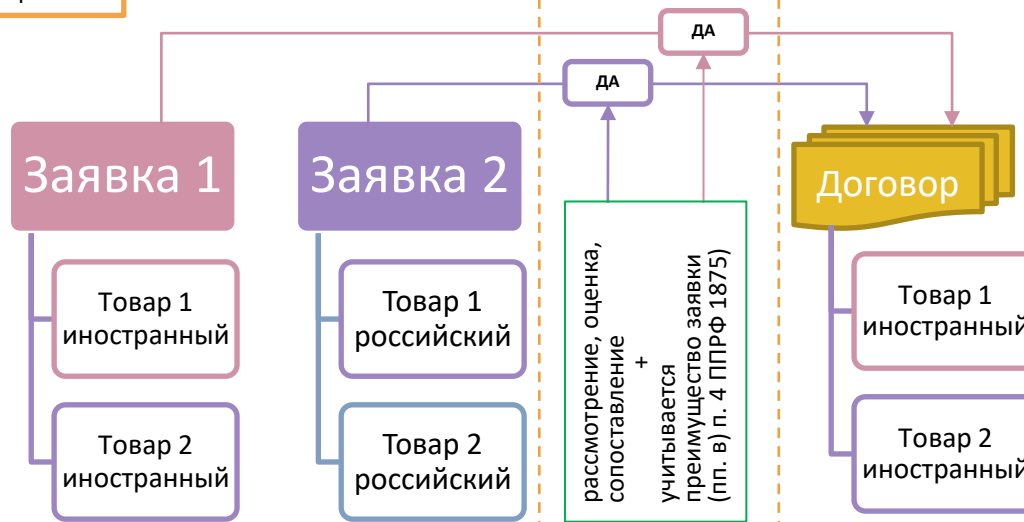 ДА
ДА
Заявка 1
Заявка 2
Договор
Товар 1
иностранный
Товар 2
иностранный
Товар 1
российский
Товар 2
российский
рассмотрение, оценка,
сопоставление
+
учитывается
преимущество заявки
(пп. в) п. 4 ППРФ 1875)
Товар 1
иностранный
Товар 2
иностранный